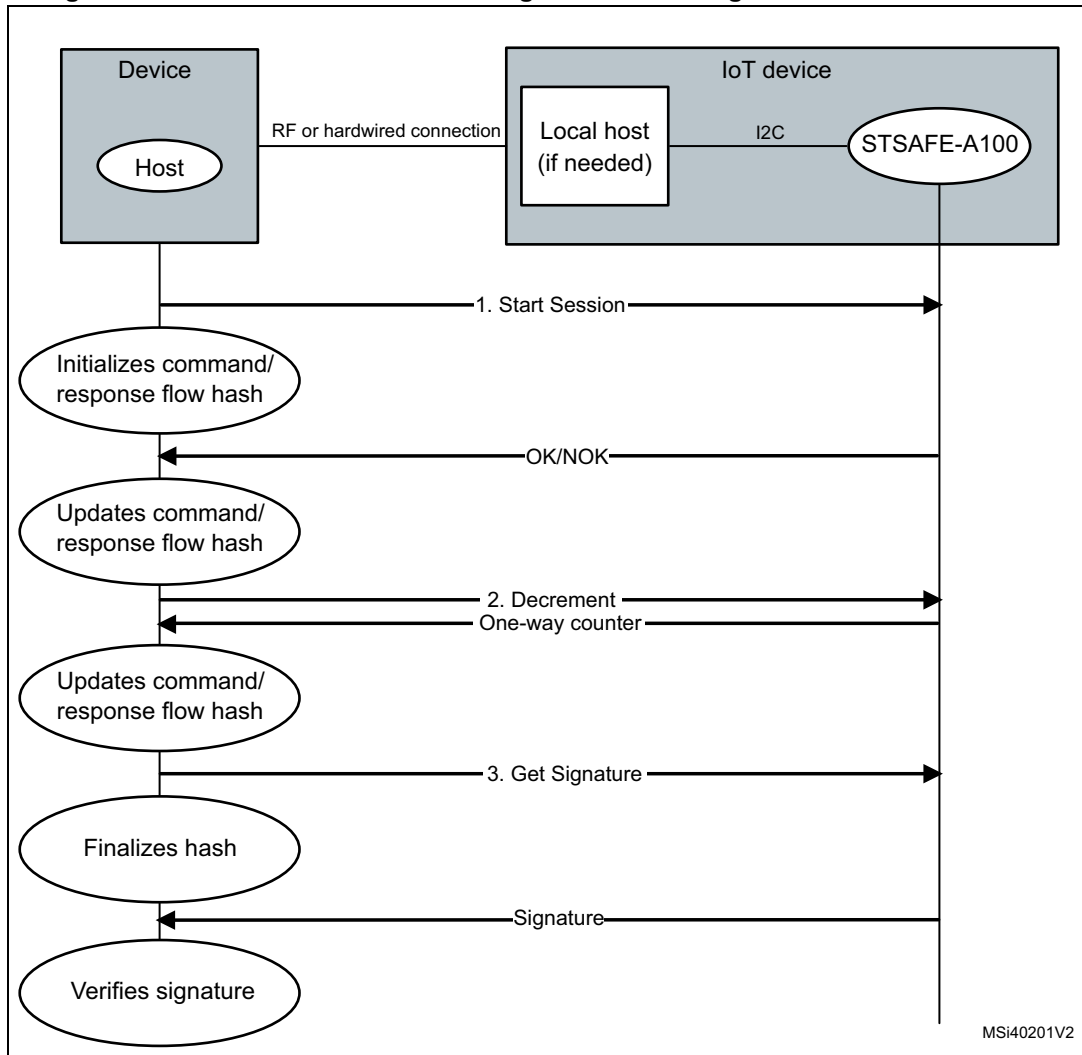 Device
IoT device
RF or hardwired connection
Local host
(if needed)
I2C
STSAFE-A100
Host
1. Start Session
Initializes command/
response flow hash
OK/NOK
Updates command/
response flow hash
2. Decrement
One-way counter
Updates command/
response flow hash
3. Get Signature
Finalizes hash
Signature
Verifies signature
MSi40201V2